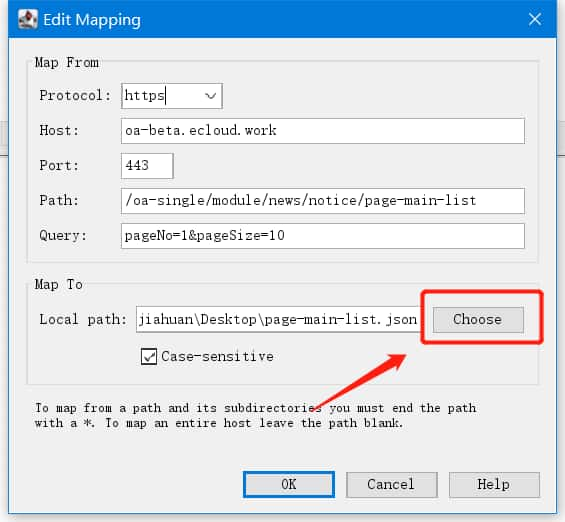 Edit Mapping
Map From
Protocol: https
Host: oa-beta.ecloud.work
Port: 443
Path: /oa-single/module/news/notice/page-main-list
Query: pageNo=1&pageSize=10
Map To
Local path: jiahuan\Desktop\page-main-list.json Choose
Case-sensitive
To map from a path and its subdirectories you must end the path
with a *. To map an entire host leave the path blank.
OK Cancel Help